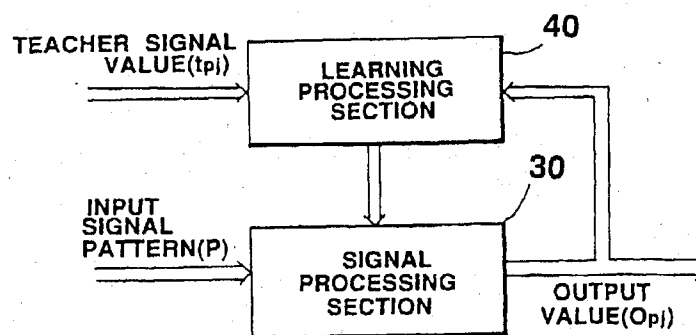 TEACHER SIGNAL
VALUE(tpj)
40
LEARNING
PROCESSING
SECTION
30
INPUT
SIGNAL
PATTERN(P)
SIGNAL
PROCESSING
SECTION
OUTPUT
VALUE(Opj)